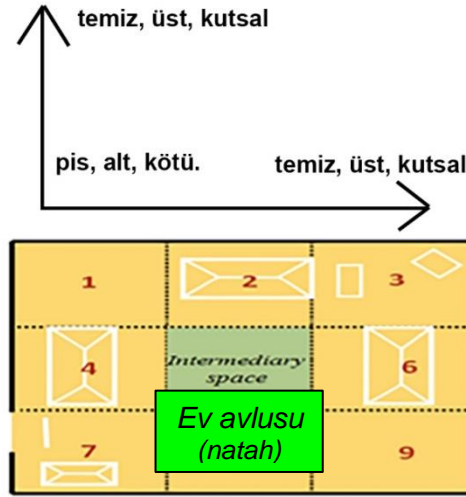 temiz, üst, kutsal
pis, alt, kötü.
temiz, üst, kutsal
1
2
3
4
Intermediary
space
6
Ev avlusu
(natah)
7
9